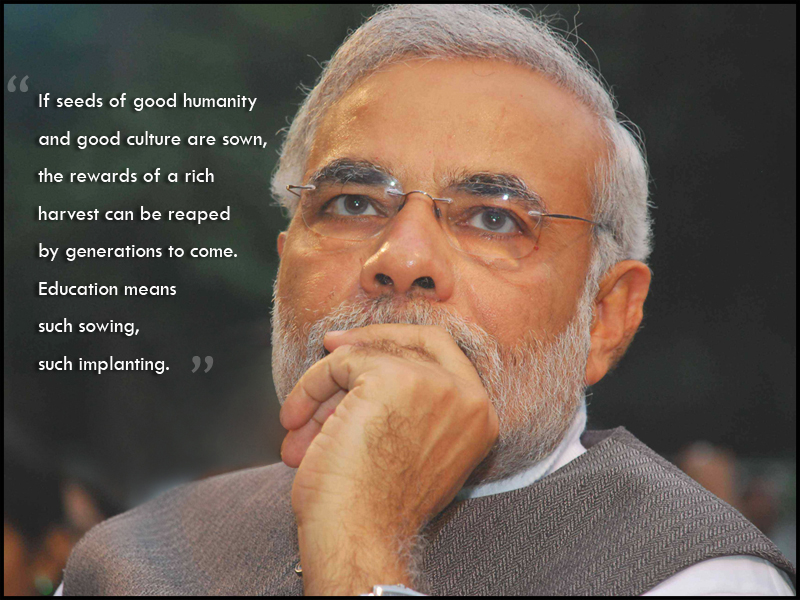 “ If seeds of good humanity
and good culture are sown,
the rewards of a rich
harvest can be reaped
by generations to come.
Education means
such sowing,
such implanting. ”